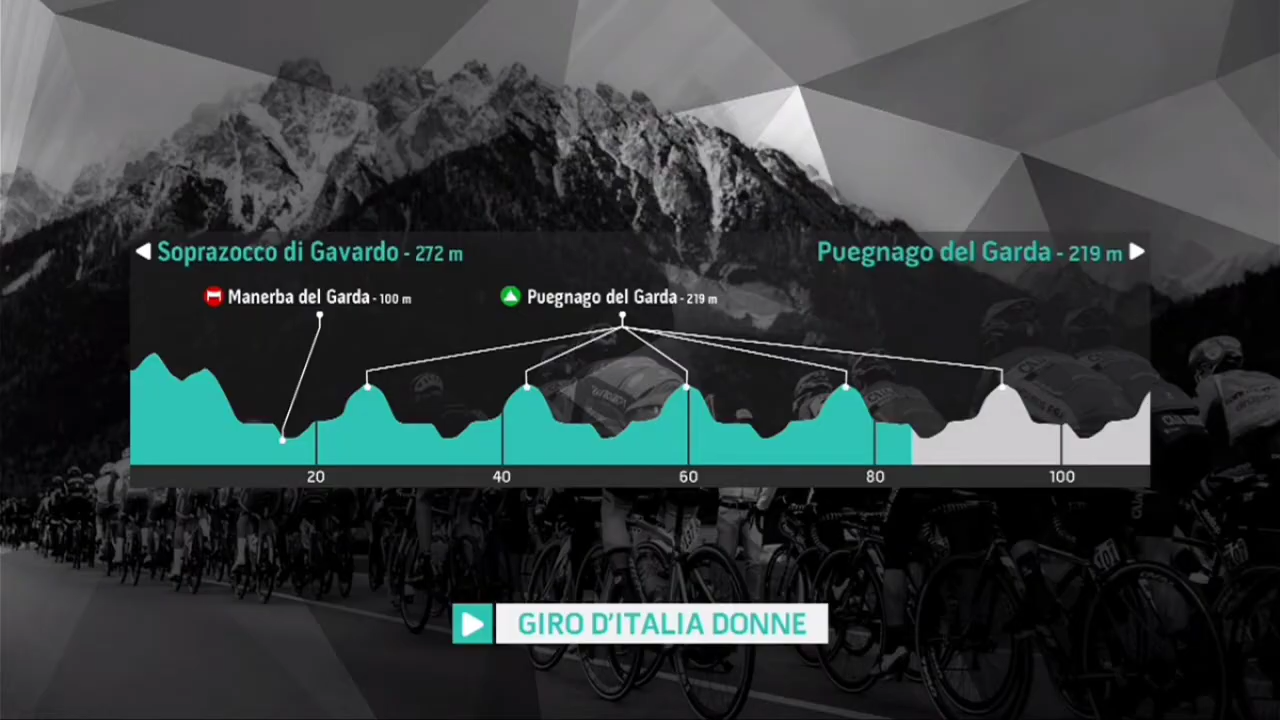 Soprazocco di Gavardo - 272 m
Puegnago del Garda - 219 m
Manerba del Garda - 100 m
Puegnago del Garda - 219 m
20 40 60 80 100
GIRO D'ITALIA DONNE